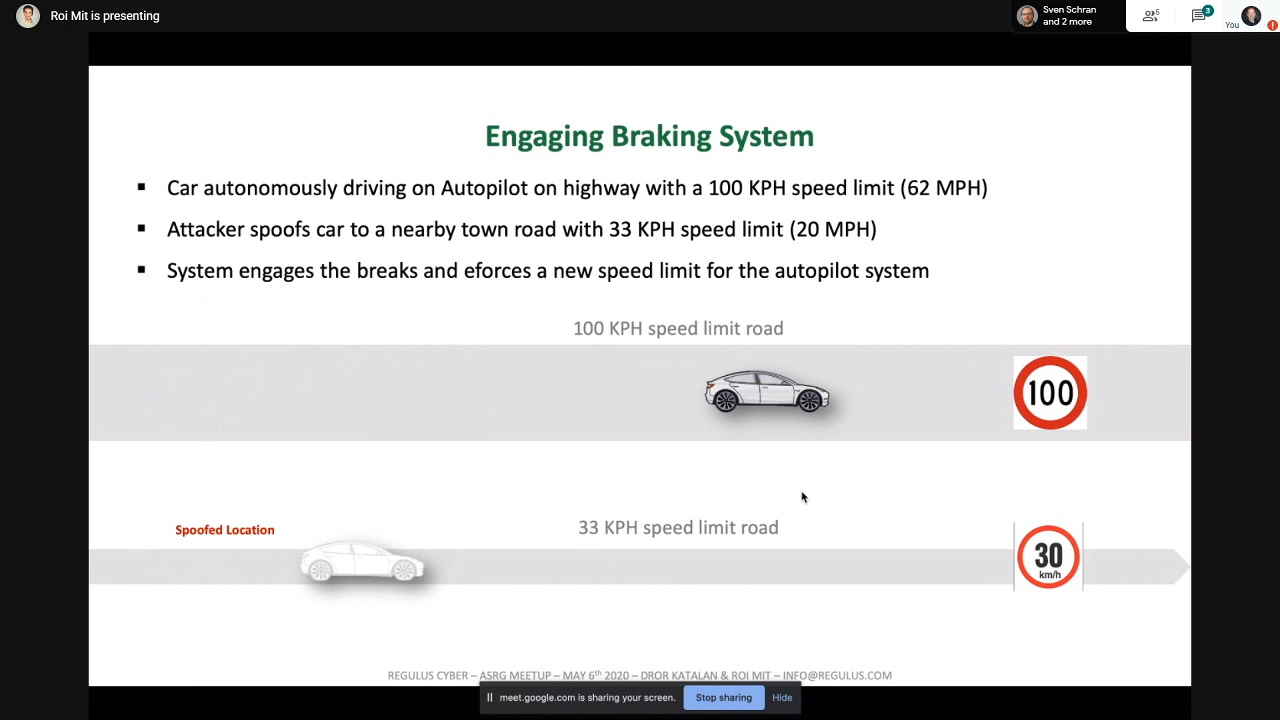 Roi Mit is presenting
Sven Schran
and 2 more
5
3
You
Engaging Braking System
▪ Car autonomously driving on Autopilot on highway with a 100 KPH speed limit (62 MPH)
▪ Attacker spoofs car to a nearby town road with 33 KPH speed limit (20 MPH)
▪ System engages the breaks and eforces a new speed limit for the autopilot system
100 KPH speed limit road
100
Spoofed Location
33 KPH speed limit road
30
km/h
REGULUS CYBER – ASRG MEETUP – MAY 6th 2020 – DROR KATALAN & ROI MIT – INFO@REGULUS.COM
meet.google.com is sharing your screen. Stop sharing Hide